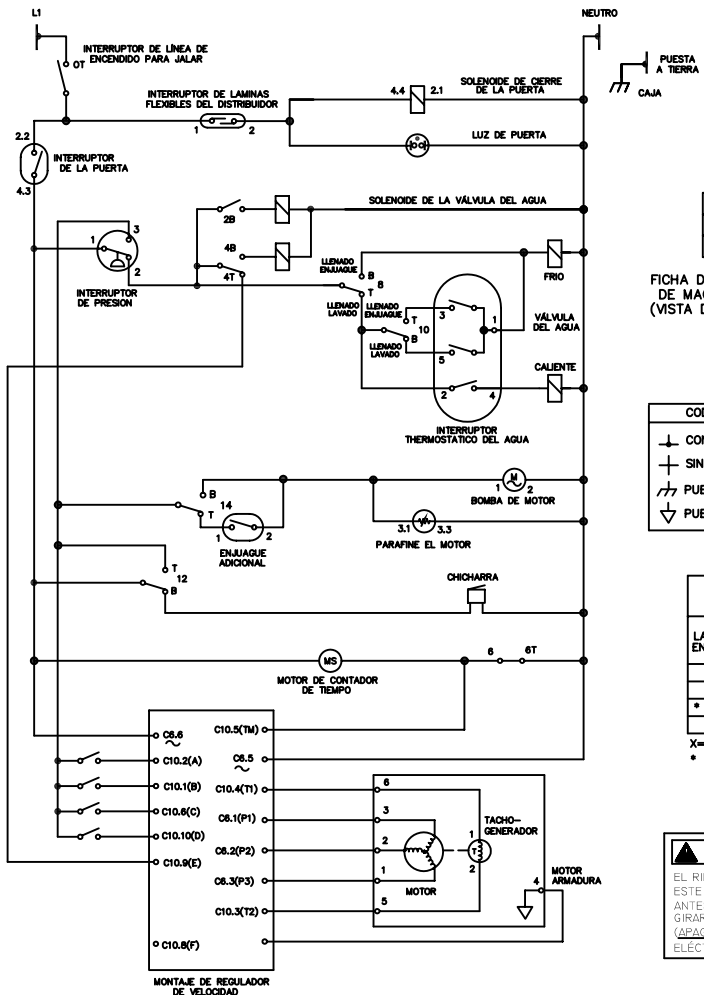 L1
NEUTRO
INTERRUPTOR DE LÍNEA DE
ENCENDIDO PARA JALAR
OT
PUESTA
A TIERRA
CAJA
INTERRUPTOR DE LAMINAS
FLEXIBLES DEL DISTRIBUIDOR
1 2
SOLENOIDE DE CIERRE
DE LA PUERTA
4.4 2.1
LUZ DE PUERTA
2.2
INTERRUPTOR
DE LA PUERTA
4.3
SOLENOIDE DE LA VÁLVULA DEL AGUA
2B
4B
4T
3
1
2
INTERRUPTOR
DE PRESION
LLENADO
ENJUAGUE
B
8
T
LLENADO
LAVADO
LLENADO
ENJUAGUE
T
10
B
LLENADO
LAVADO
3
1
5
2 4
FRIO
VÁLVULA
DEL AGUA
CALIENTE
INTERRUPTOR
THERMOSTATICO DEL AGUA
FICHA D
DE MA
(VISTA D
COD
CON
SIN
PUE
PUE
B
14
T
1 2
ENJUAGUE
ADICIONAL
M
1 2
BOMBA DE MOTOR
3.1 3.3
PARAFINE EL MOTOR
T
12
B
CHICHARRA
LA
EN
*
X=
*
MS
MOTOR DE CONTADOR
DE TIEMPO
6 6T
C6.6
C10.2(A)
C10.1(B)
C10.6(C)
C10.10(D)
C10.9(E)
C10.8(F)
C10.5(TM)
C6.5
C10.4(T1)
C6.1(P1)
C6.2(P2)
C6.3(P3)
C10.3(T2)
MONTAJE DE REGULADOR
DE VELOCIDAD
6
3
2
1
5
MOTOR
TACHO-
GENERADOR
1
T
2
4
MOTOR
ARMADURA
EL RI
ESTE
ANTE
GIRAR
(APAG
ELÉCT